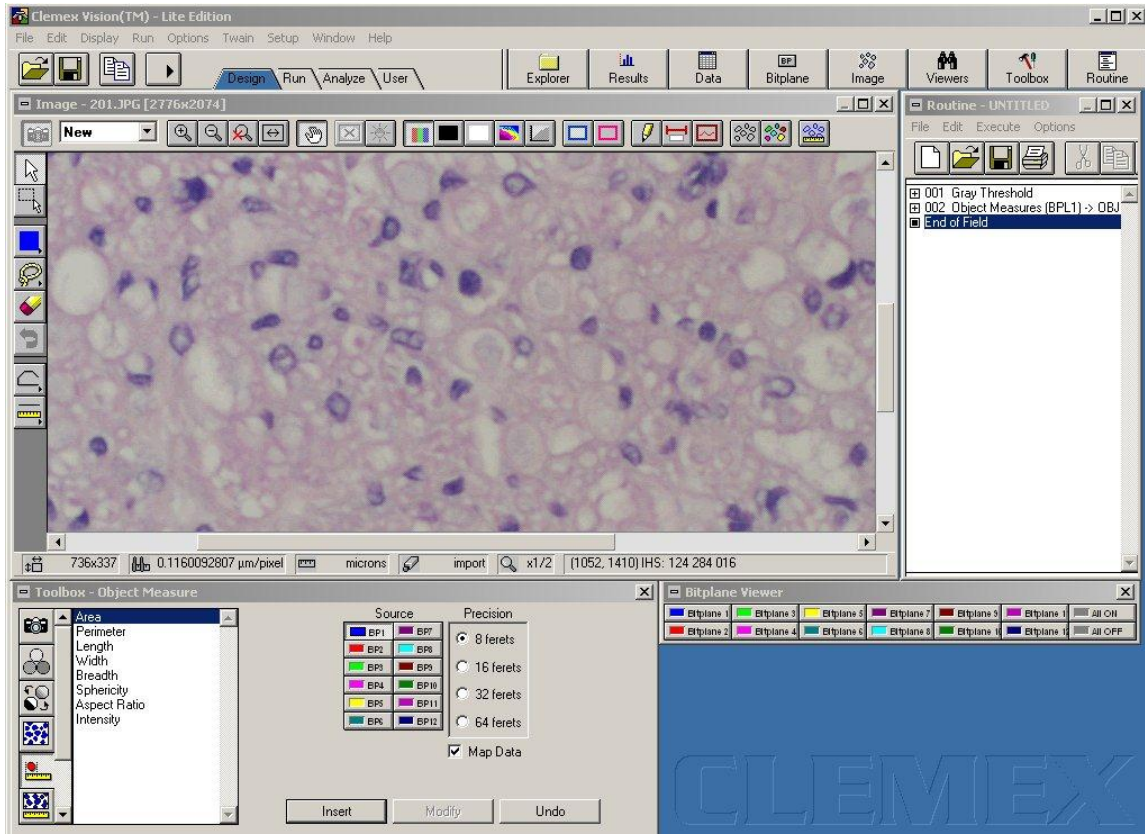 Clemex Vision(TM) - Lite Edition
File Edit Display Run Options Twain Setup Window Help
Design Run Analyze User
Explorer Results Data Bitplane Image Viewers Toolbox Routine
BP
Image - 201.JPG [2776x2074]
New
Routine - UNTITLED
File Edit Execute Options
001 Gray Threshold
002 Object Measures (BPL1) -> OBJ
End of Field
736x337 0.1160092807 µm/pixel microns import x1/2 (1052, 1410) IHS: 124 284 016
Toolbox - Object Measure
Area
Perimeter
Length
Width
Breadth
Sphericity
Aspect Ratio
Intensity
Source
BP1 BP7
BP2 BP8
BP3 BP9
BP4 BP10
BP5 BP11
BP6 BP12
Precision
8 ferets
16 ferets
32 ferets
64 ferets
Map Data
Insert Modify Undo
Bitplane Viewer
Bitplane 1 Bitplane 3 Bitplane 5 Bitplane 7 Bitplane 9 Bitplane 1 All ON
Bitplane 2 Bitplane 4 Bitplane 6 Bitplane 8 Bitplane 1 All OFF
CLEMEX